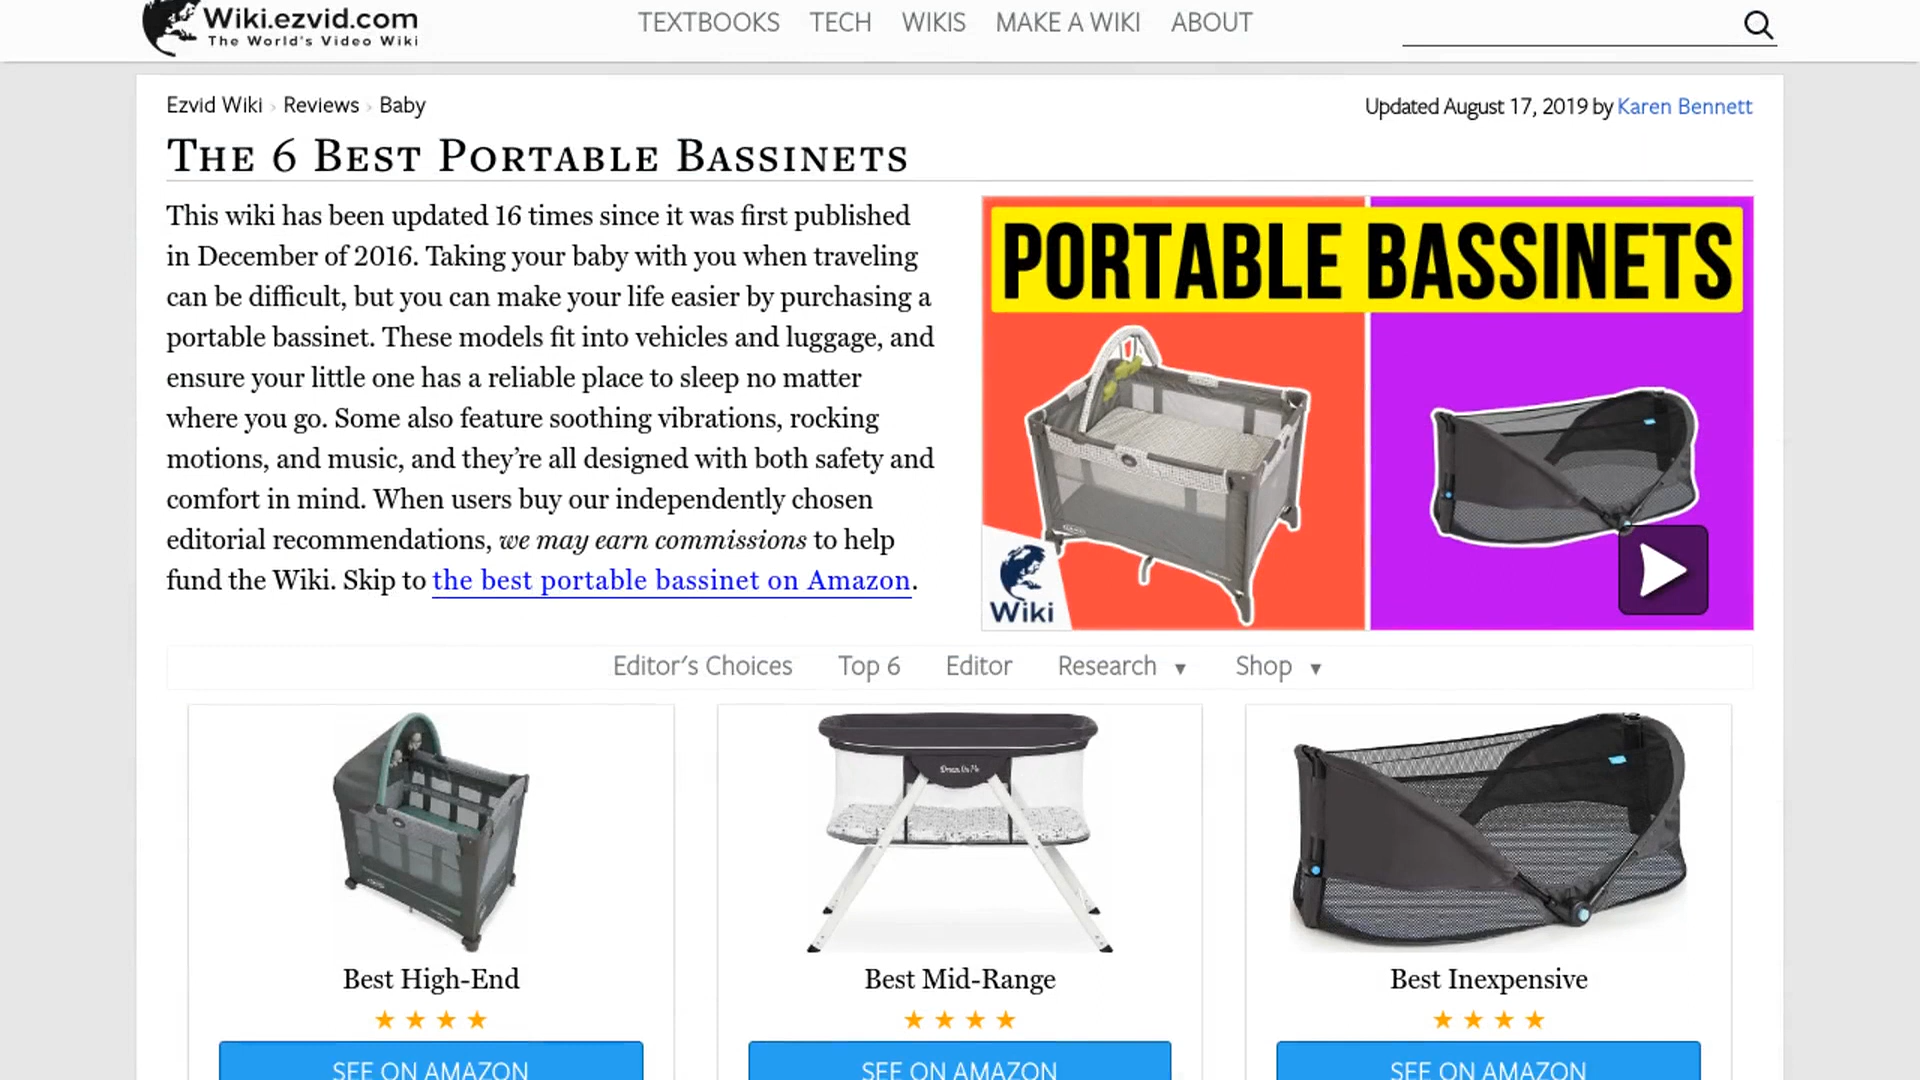 Wiki.ezvid.com
The World's Video Wiki
TEXTBOOKS TECH WIKIS MAKE A WIKI ABOUT
Ezvid Wiki › Reviews › Baby
Updated August 17, 2019 by Karen Bennett
The 6 Best Portable Bassinets
This wiki has been updated 16 times since it was first published
in December of 2016. Taking your baby with you when traveling
can be difficult, but you can make your life easier by purchasing a
portable bassinet. These models fit into vehicles and luggage, and
ensure your little one has a reliable place to sleep no matter
where you go. Some also feature soothing vibrations, rocking
motions, and music, and they're all designed with both safety and
comfort in mind. When users buy our independently chosen
editorial recommendations, we may earn commissions to help
fund the Wiki. Skip to the best portable bassinet on Amazon.
PORTABLE BASSINETS
Wiki
Editor's Choices Top 6 Editor Research ▼ Shop ▼
Dream On Me
Best High-End
Best Mid-Range
Best Inexpensive
SEE ON AMAZON
SEE ON AMAZON
SEE ON AMAZON